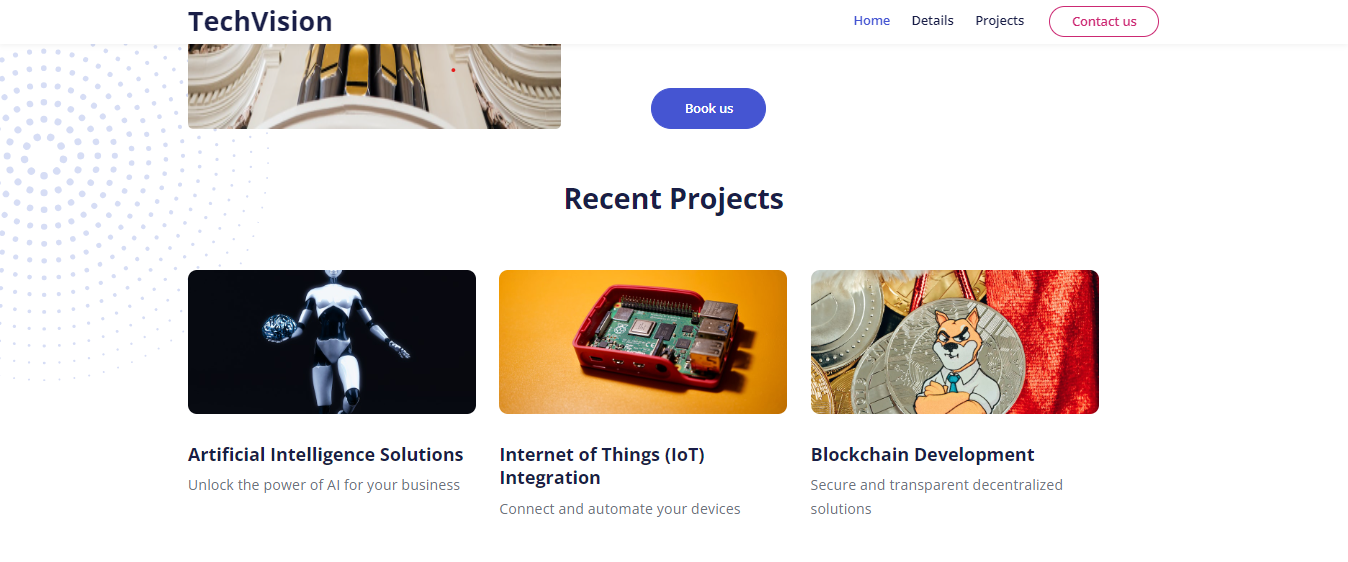 TechVision
Home
Details
Projects
Contact us
Book us
Recent Projects
Artificial Intelligence Solutions
Unlock the power of AI for your business
Internet of Things (IoT)
Integration
Connect and automate your devices
Blockchain Development
Secure and transparent decentralized
solutions